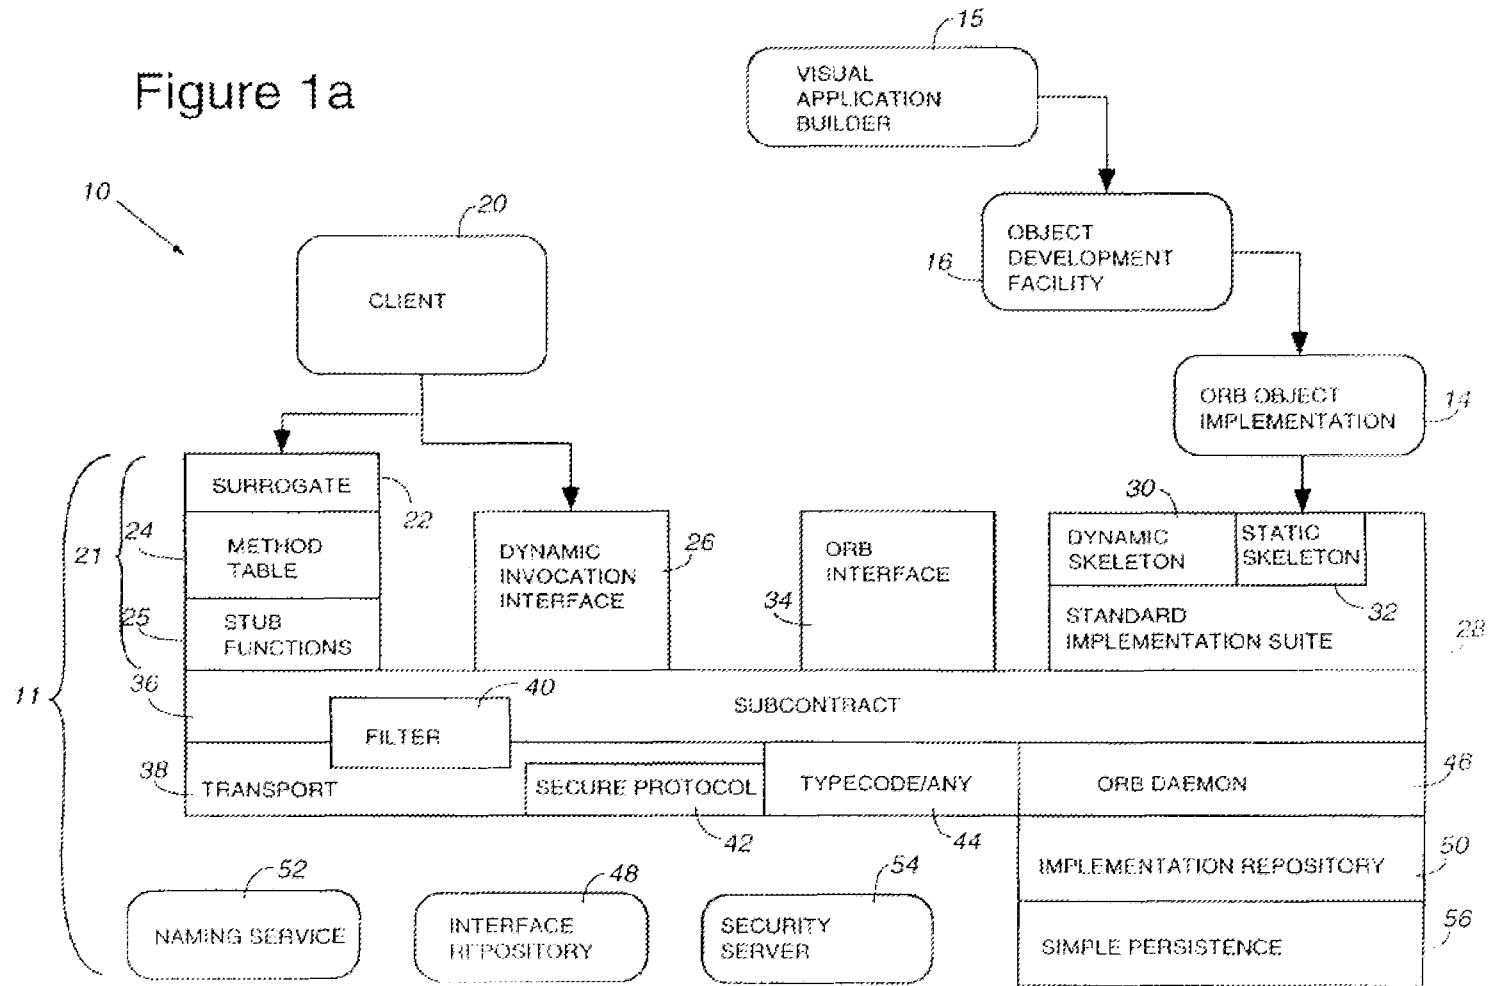 Figure 1a
15
VISUAL
APPLICATION
BUILDER
10
20
CLIENT
16
OBJECT
DEVELOPMENT
FACILITY
ORB OBJECT
IMPLEMENTATION
14
11
21
SURROGATE
22
24
METHOD
TABLE
25
STUB
FUNCTIONS
DYNAMIC
INVOCATION
INTERFACE
26
ORB
INTERFACE
34
30
DYNAMIC
SKELETON
STATIC
SKELETON
32
STANDARD
IMPLEMENTATION SUITE
28
36
SUBCONTRACT
40
FILTER
38
TRANSPORT
SECURE PROTOCOL
42
TYPECODE/ANY
44
ORB DAEMON
46
IMPLEMENTATION REPOSITORY
50
SIMPLE PERSISTENCE
56
52
NAMING SERVICE
48
INTERFACE
REPOSITORY
54
SECURITY
SERVER